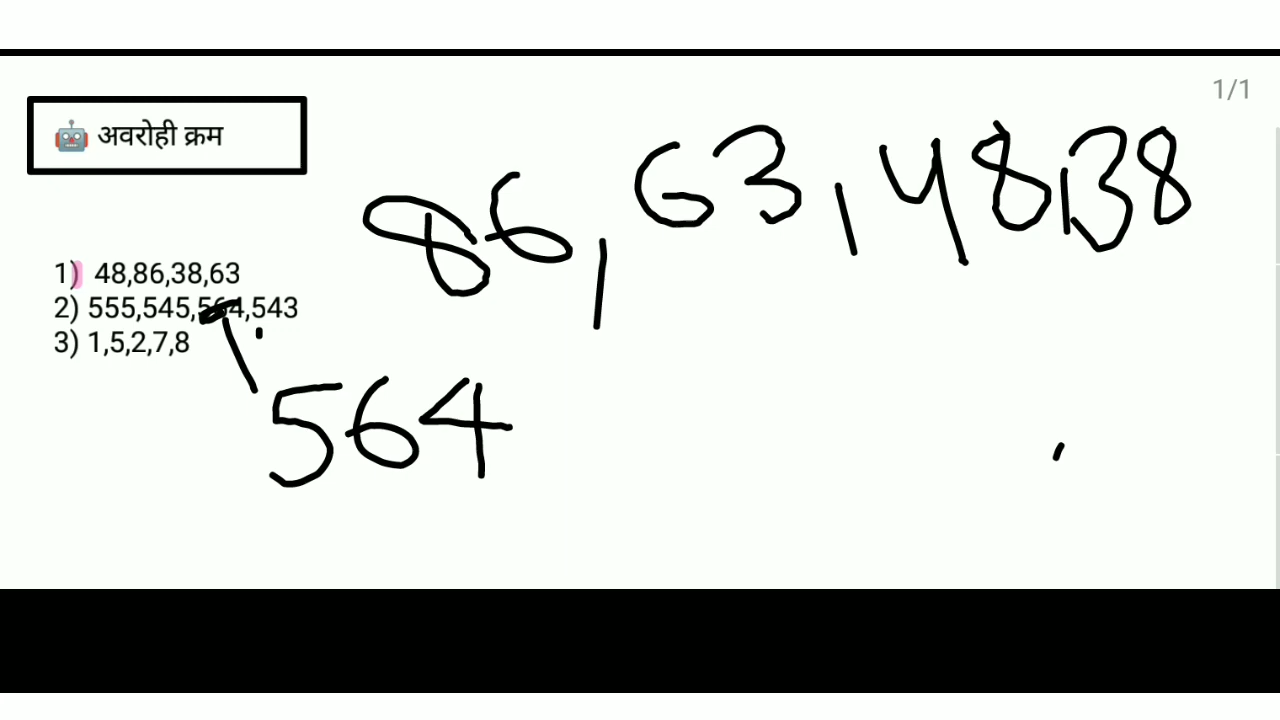 1/1
🤖 अवरोही क्रम
86, 63, 48, 38
1) 48,86,38,63
2) 555,545,564,543
3) 1,5,2,7,8
564